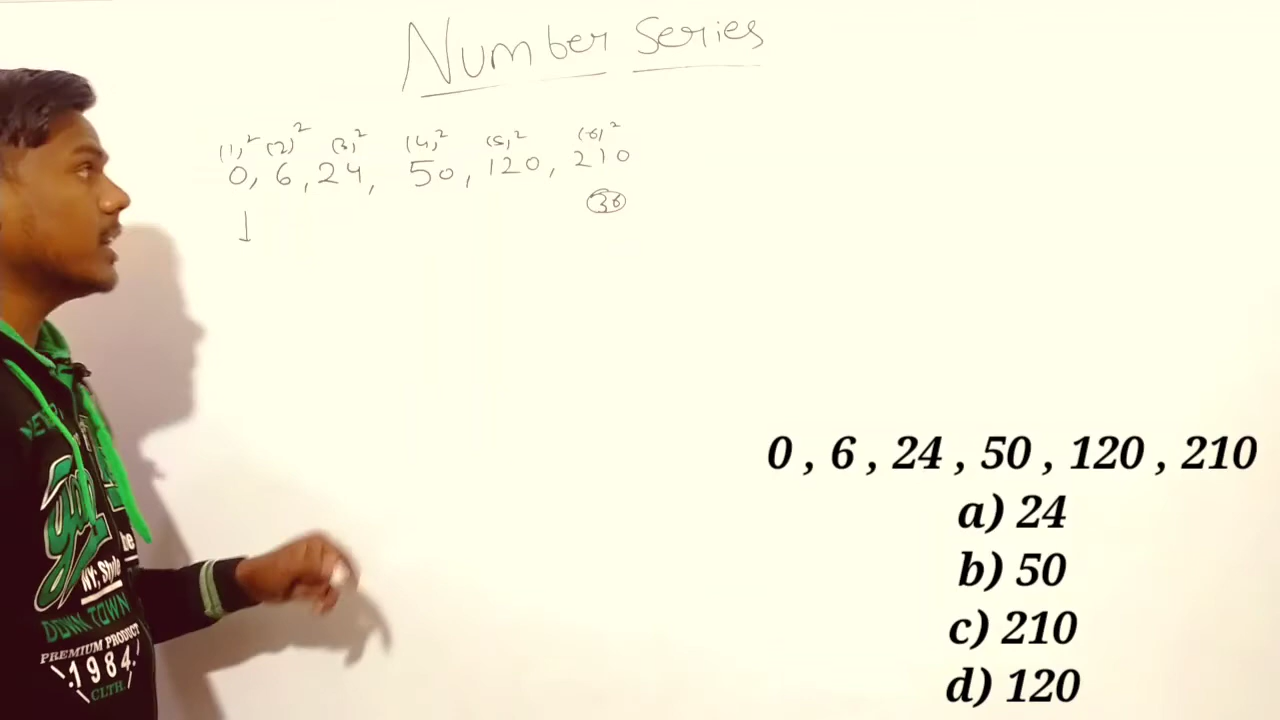 Number Series
(1)² (2)² (3)² (4)² (5)² (6)²
0, 6, 24, 50, 120, 210
36
0 , 6 , 24 , 50 , 120 , 210
a) 24
b) 50
c) 210
d) 120
NY; Style
DOWN TOWN
PREMIUM PRODUCT
1984
CLTH.